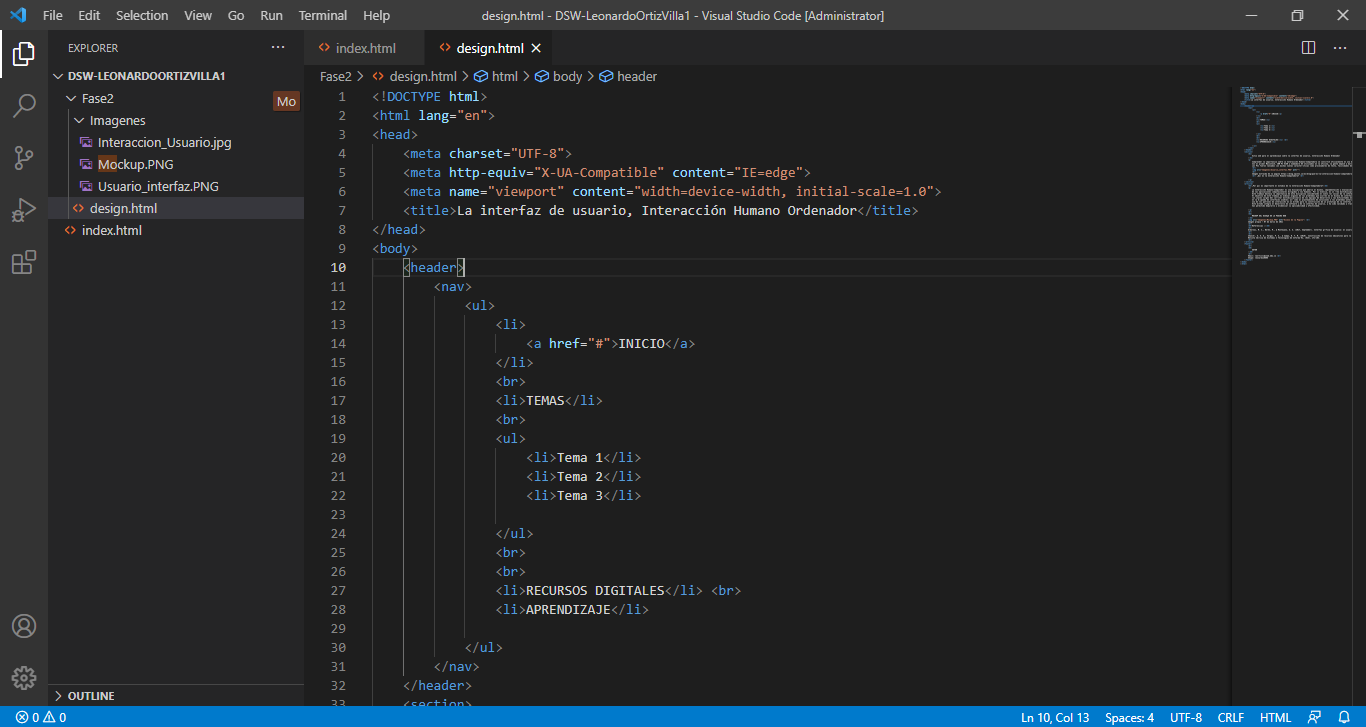 File Edit Selection View Go Run Terminal Help
design.html - DSW-LeonardoOrtizVilla1 - Visual Studio Code [Administrator]
EXPLORER
DSW-LEONARDOORTIZVILLA1
Fase2
Mo
Imagenes
Interaccion_Usuario.jpg
Mockup.PNG
Usuario_interfaz.PNG
design.html
index.html
OUTLINE
index.html design.html
Fase2 > design.html > html > body > header
1 <!DOCTYPE html>
2 <html lang="en">
3 <head>
4 <meta charset="UTF-8">
5 <meta http-equiv="X-UA-Compatible" content="IE=edge">
6 <meta name="viewport" content="width=device-width, initial-scale=1.0">
7 <title>La interfaz de usuario, Interacción Humano Ordenador</title>
8 </head>
9 <body>
10 <header>
11 <nav>
12 <ul>
13 <li>
14 <a href="#">INICIO</a>
15 </li>
16 <br>
17 <li>TEMAS</li>
18 <br>
19 <ul>
20 <li>Tema 1</li>
21 <li>Tema 2</li>
22 <li>Tema 3</li>
23
24 </ul>
25 <br>
26 <br>
27 <li>RECURSOS DIGITALES</li> <br>
28 <li>APRENDIZAJE</li>
29
30 </ul>
31 </nav>
32 </header>
33 <section>
0 0 Ln 10, Col 13 Spaces: 4 UTF-8 CRLF HTML